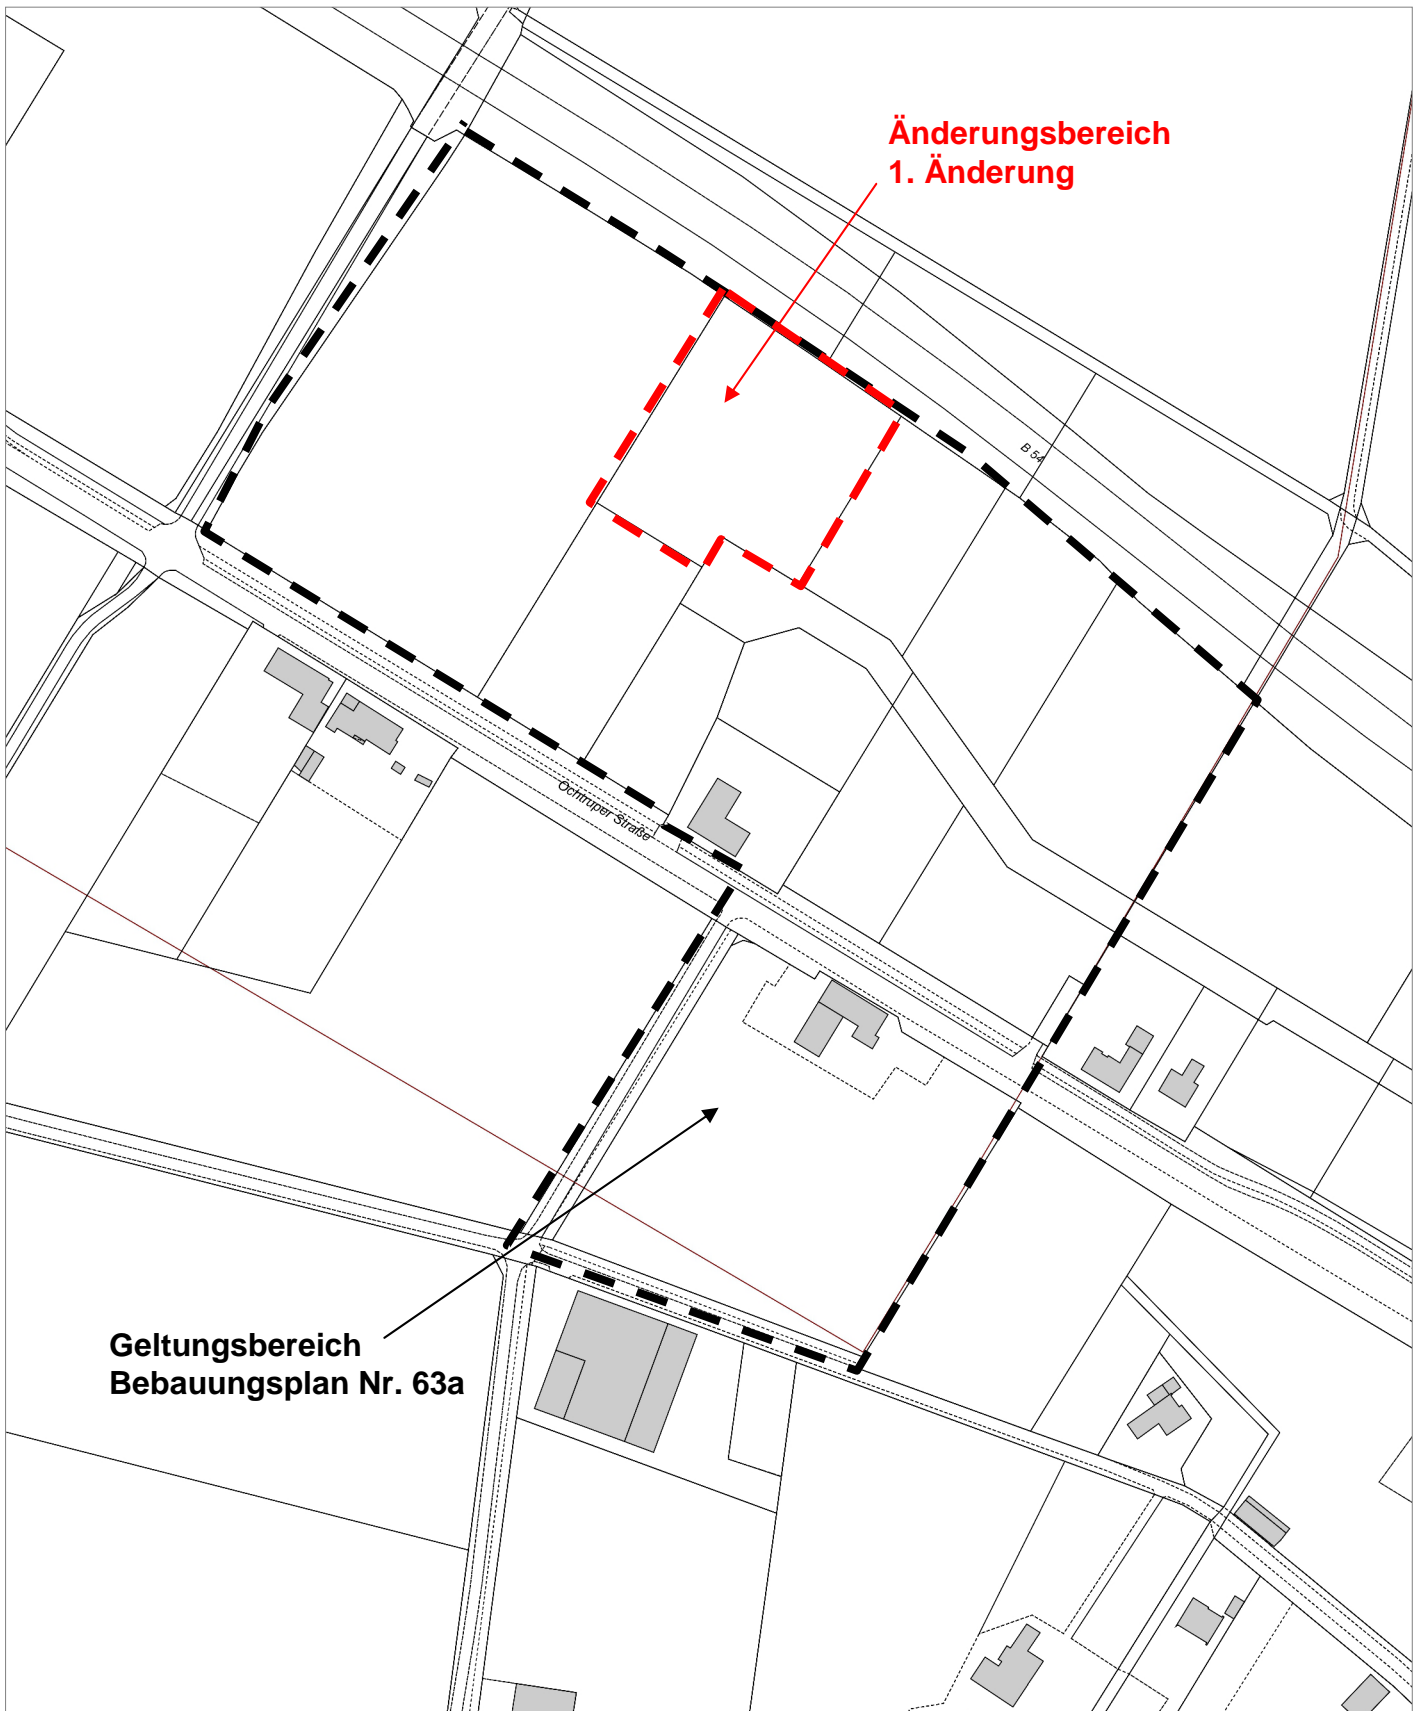 Änderungsbereich
1. Änderung
B 54
Ochtruper Straße
Geltungsbereich
Bebauungsplan Nr. 63a